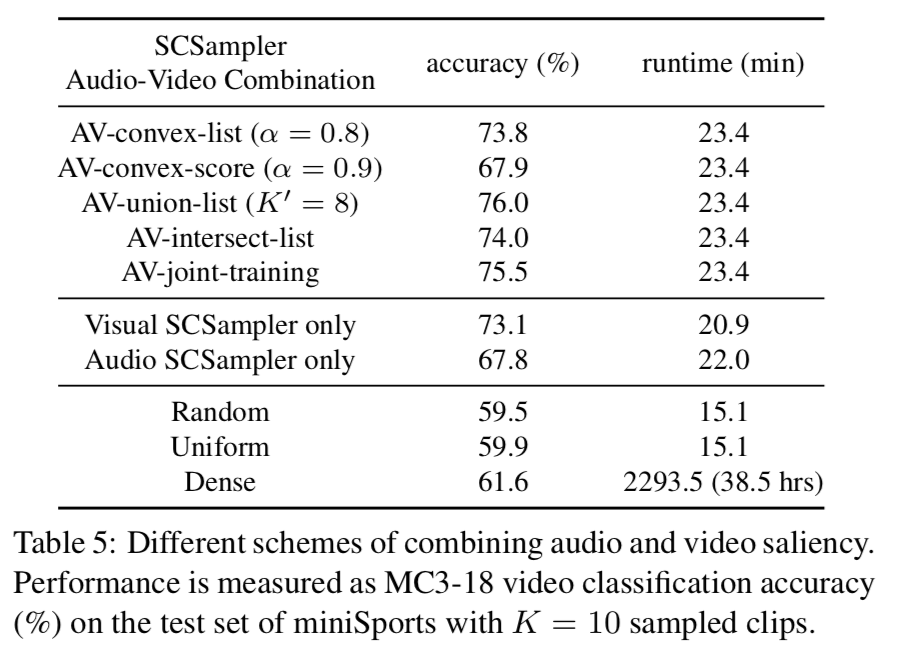 SCSampler
Audio-Video Combination accuracy (%) runtime (min)
AV-convex-list (α = 0.8) 73.8 23.4
AV-convex-score (α = 0.9) 67.9 23.4
AV-union-list (K′ = 8) 76.0 23.4
AV-intersect-list 74.0 23.4
AV-joint-training 75.5 23.4
Visual SCSampler only 73.1 20.9
Audio SCSampler only 67.8 22.0
Random 59.5 15.1
Uniform 59.9 15.1
Dense 61.6 2293.5 (38.5 hrs)
Table 5: Different schemes of combining audio and video saliency.
Performance is measured as MC3-18 video classification accuracy
(%) on the test set of miniSports with K = 10 sampled clips.